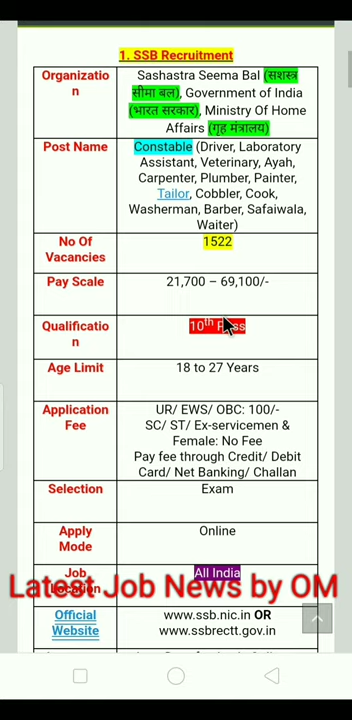 1. SSB Recruitment
Organizatio
n
Sashastra Seema Bal (सशस्त्र
सीमा बल), Government of India
(भारत सरकार), Ministry Of Home
Affairs (गृह मंत्रालय)
Post Name
Constable (Driver, Laboratory
Assistant, Veterinary, Ayah,
Carpenter, Plumber, Painter,
Tailor, Cobbler, Cook,
Washerman, Barber, Safaiwala,
Waiter)
No Of
Vacancies
1522
Pay Scale
21,700 – 69,100/-
Qualificatio
n
10th Pass
Age Limit
18 to 27 Years
Application
Fee
UR/ EWS/ OBC: 100/-
SC/ ST/ Ex-servicemen &
Female: No Fee
Pay fee through Credit/ Debit
Card/ Net Banking/ Challan
Selection
Exam
Apply
Mode
Online
Job
Location
All India
Latest Job News by OM
Official
Website
www.ssb.nic.in OR
www.ssbrectt.gov.in